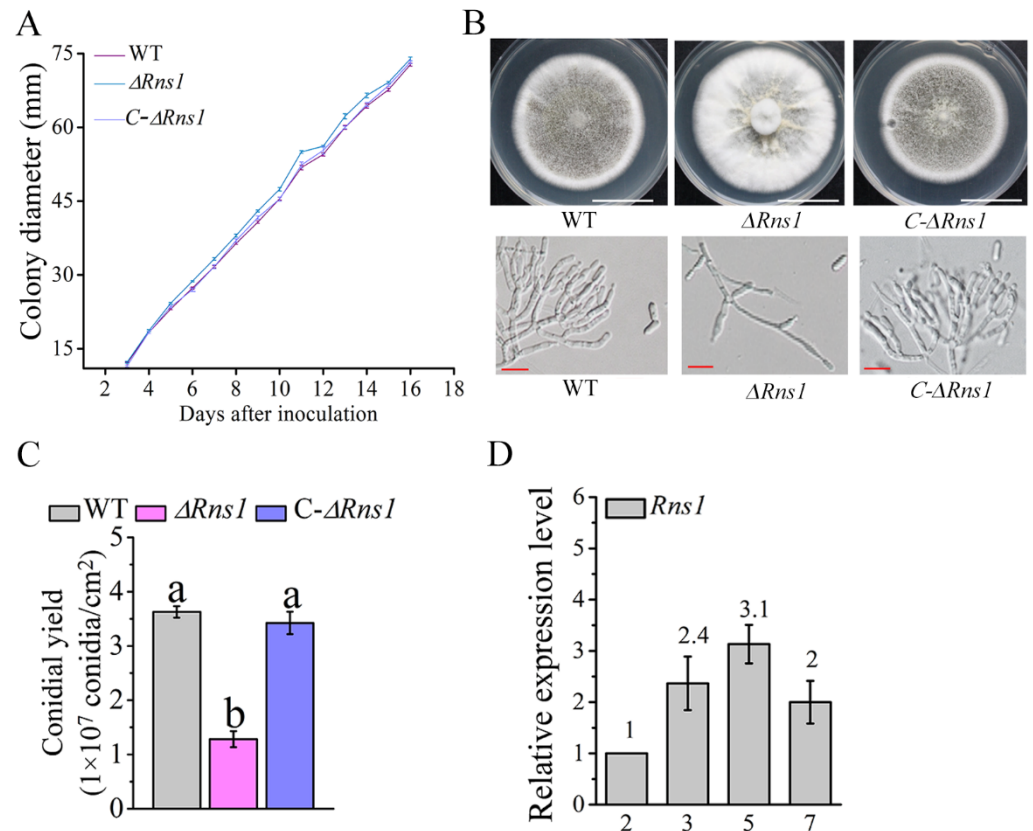 A
75
60
45
30
15
Colony diameter (mm)
WT
ΔRns1
C-ΔRns1
2 4 6 8 10 12 14 16 18
Days after inoculation
B
WT ΔRns1 C-ΔRns1
WT ΔRns1 C-ΔRns1
C
WT ΔRns1 C-ΔRns1
Conidial yield
(1×10⁷ conidia/cm²)
5
4
3
2
1
0
a b a
D
Relative expression level
6
5
4
3
2
1
0
Rns1
1 2.4 3.1 2
2 3 5 7